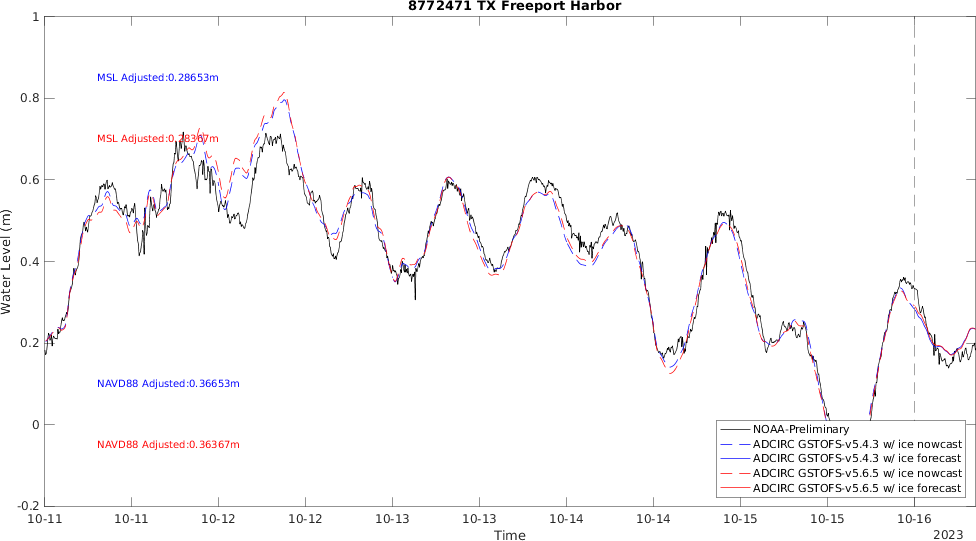 8772471 TX Freeport Harbor
1
0.8
0.6
0.4
0.2
0
-0.2
Water Level (m)
MSL Adjusted:0.28653m
MSL Adjusted:0.28367m
NAVD88 Adjusted:0.36653m
NAVD88 Adjusted:0.36367m
NOAA-Preliminary
ADCIRC GSTOFS-v5.4.3 w/ ice nowcast
ADCIRC GSTOFS-v5.4.3 w/ ice forecast
ADCIRC GSTOFS-v5.6.5 w/ ice nowcast
ADCIRC GSTOFS-v5.6.5 w/ ice forecast
10-11 10-11 10-12 10-12 10-13 10-13 10-14 10-14 10-15 10-15 10-16
Time
2023